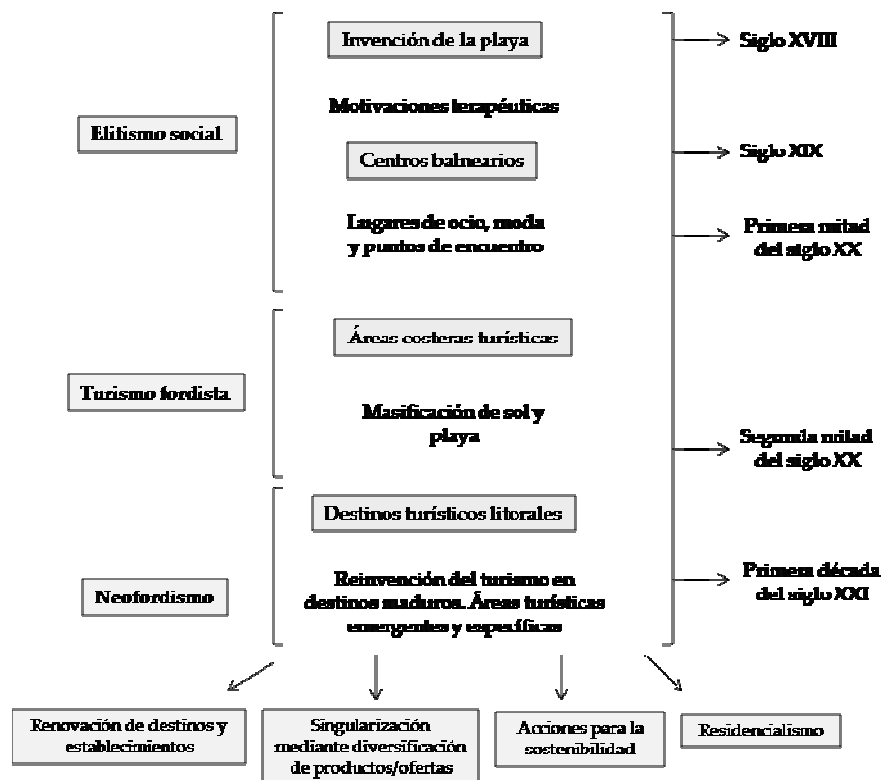 Invención de la playa
Siglo XVIII
Motivaciones terapéuticas
Elitismo social
Centros balnearios
Siglo XIX
Lugares de ocio, moda
y puntos de encuentro
Primera mitad
del siglo XX
Áreas costeras turísticas
Turismo fordista
Masificación de sol y
playa
Segunda mitad
del siglo XX
Destinos turísticos litorales
Neofordismo
Reinvención del turismo en
destinos maduros. Áreas turísticas
emergentes y específicas
Primera década
del siglo XXI
Renovación de destinos y
establecimientos
Singularización
mediante diversificación
de productos/ofertas
Acciones para la
sostenibilidad
Residencialismo